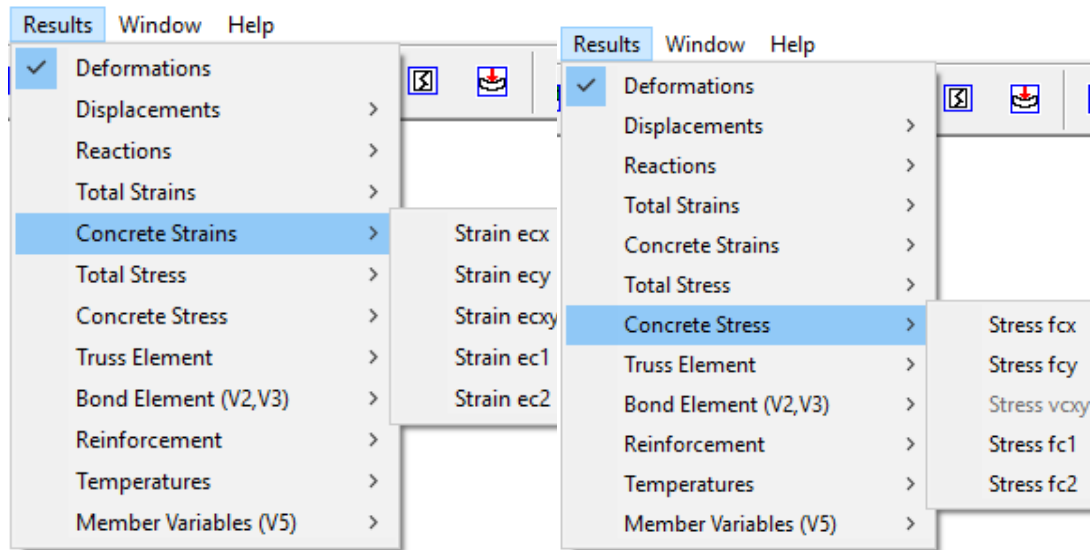 Results Window Help
Deformations
Displacements
Reactions
Total Strains
Concrete Strains
Total Stress
Concrete Stress
Truss Element
Bond Element (V2,V3)
Reinforcement
Temperatures
Member Variables (V5)
Strain ecx
Strain ecy
Strain ecxy
Strain ec1
Strain ec2
Results Window Help
Deformations
Displacements
Reactions
Total Strains
Concrete Strains
Total Stress
Concrete Stress
Truss Element
Bond Element (V2,V3)
Reinforcement
Temperatures
Member Variables (V5)
Stress fcx
Stress fcy
Stress vcxy
Stress fc1
Stress fc2